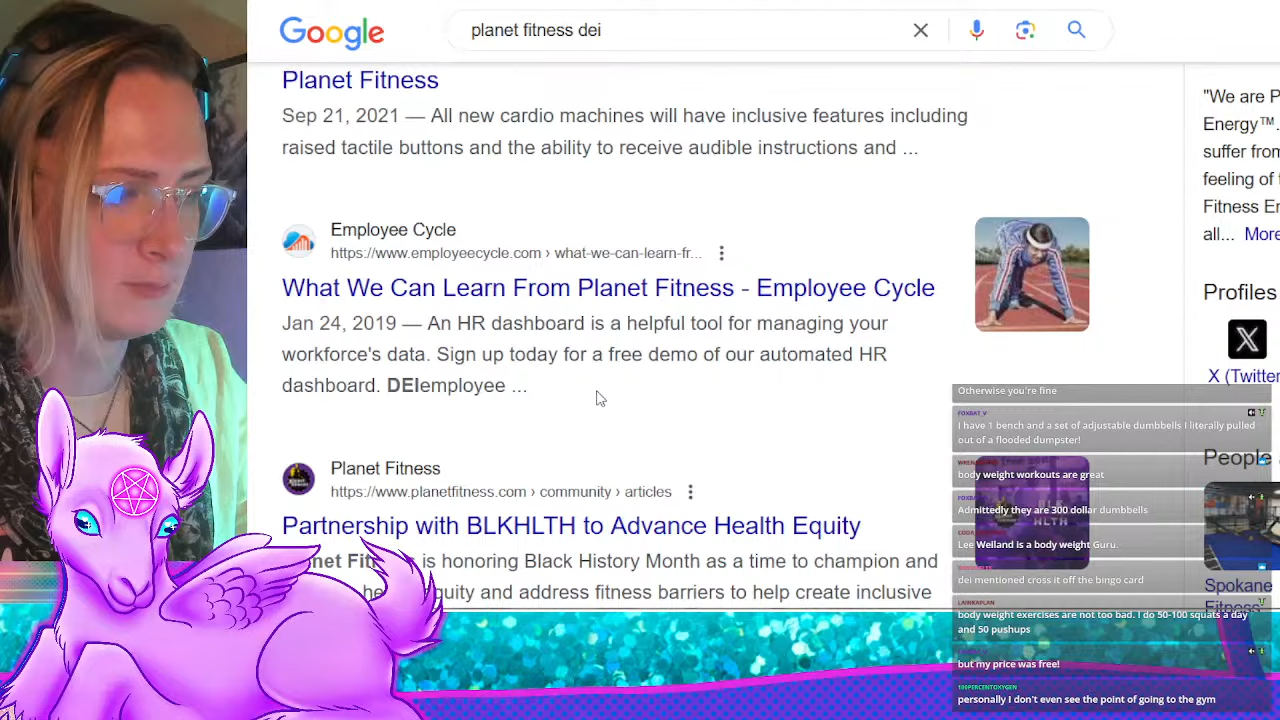 Google
planet fitness dei
Planet Fitness
Sep 21, 2021 — All new cardio machines will have inclusive features including
raised tactile buttons and the ability to receive audible instructions and ...
Employee Cycle
https://www.employeecycle.com › what-we-can-learn-fr...
What We Can Learn From Planet Fitness - Employee Cycle
Jan 24, 2019 — An HR dashboard is a helpful tool for managing your
workforce's data. Sign up today for a free demo of our automated HR
dashboard. DEIemployee ...
Planet Fitness
https://www.planetfitness.com › community › articles
Partnership with BLKHLTH to Advance Health Equity
is honoring Black History Month as a time to champion and
and address fitness barriers to help create inclusive
"We are P
Energy™.
suffer from
feeling of
Fitness En
all... More
Profiles
X (Twitter
People a
Spokane
Fitness
Otherwise you're fine
FOXBAT_V
I have 1 bench and a set of adjustable dumbbells I literally pulled
out of a flooded dumpster!
body weight workouts are great
Admittedly they are 300 dollar dumbbells
Lee Weiland is a body weight Guru.
dei mentioned cross it off the bingo card
LAINKAPLAN
body weight exercises are not too bad. I do 50-100 squats a day
and 50 pushups
but my price was free!
100PERCENTOXYGEN
personally I don't even see the point of going to the gym